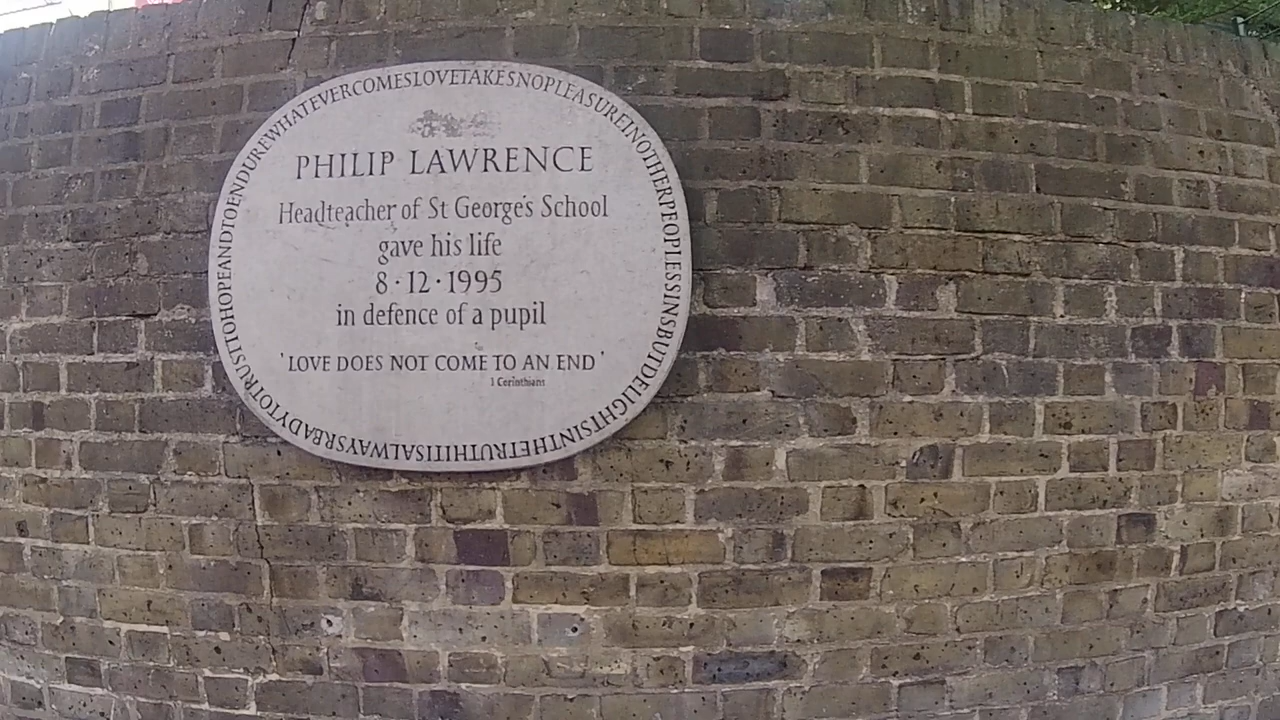 LOVETAKESNOPLEASUREINOTHERPEOPLESSINSBUTDELIGHTSINTHETRUTHITISALWAYSREADYTOTRUSTTOHOPEANDTOENDUREWHATEVERCOMES
PHILIP LAWRENCE
Headteacher of St George's School
gave his life
8·12·1995
in defence of a pupil
'LOVE DOES NOT COME TO AN END'
1 Corinthians